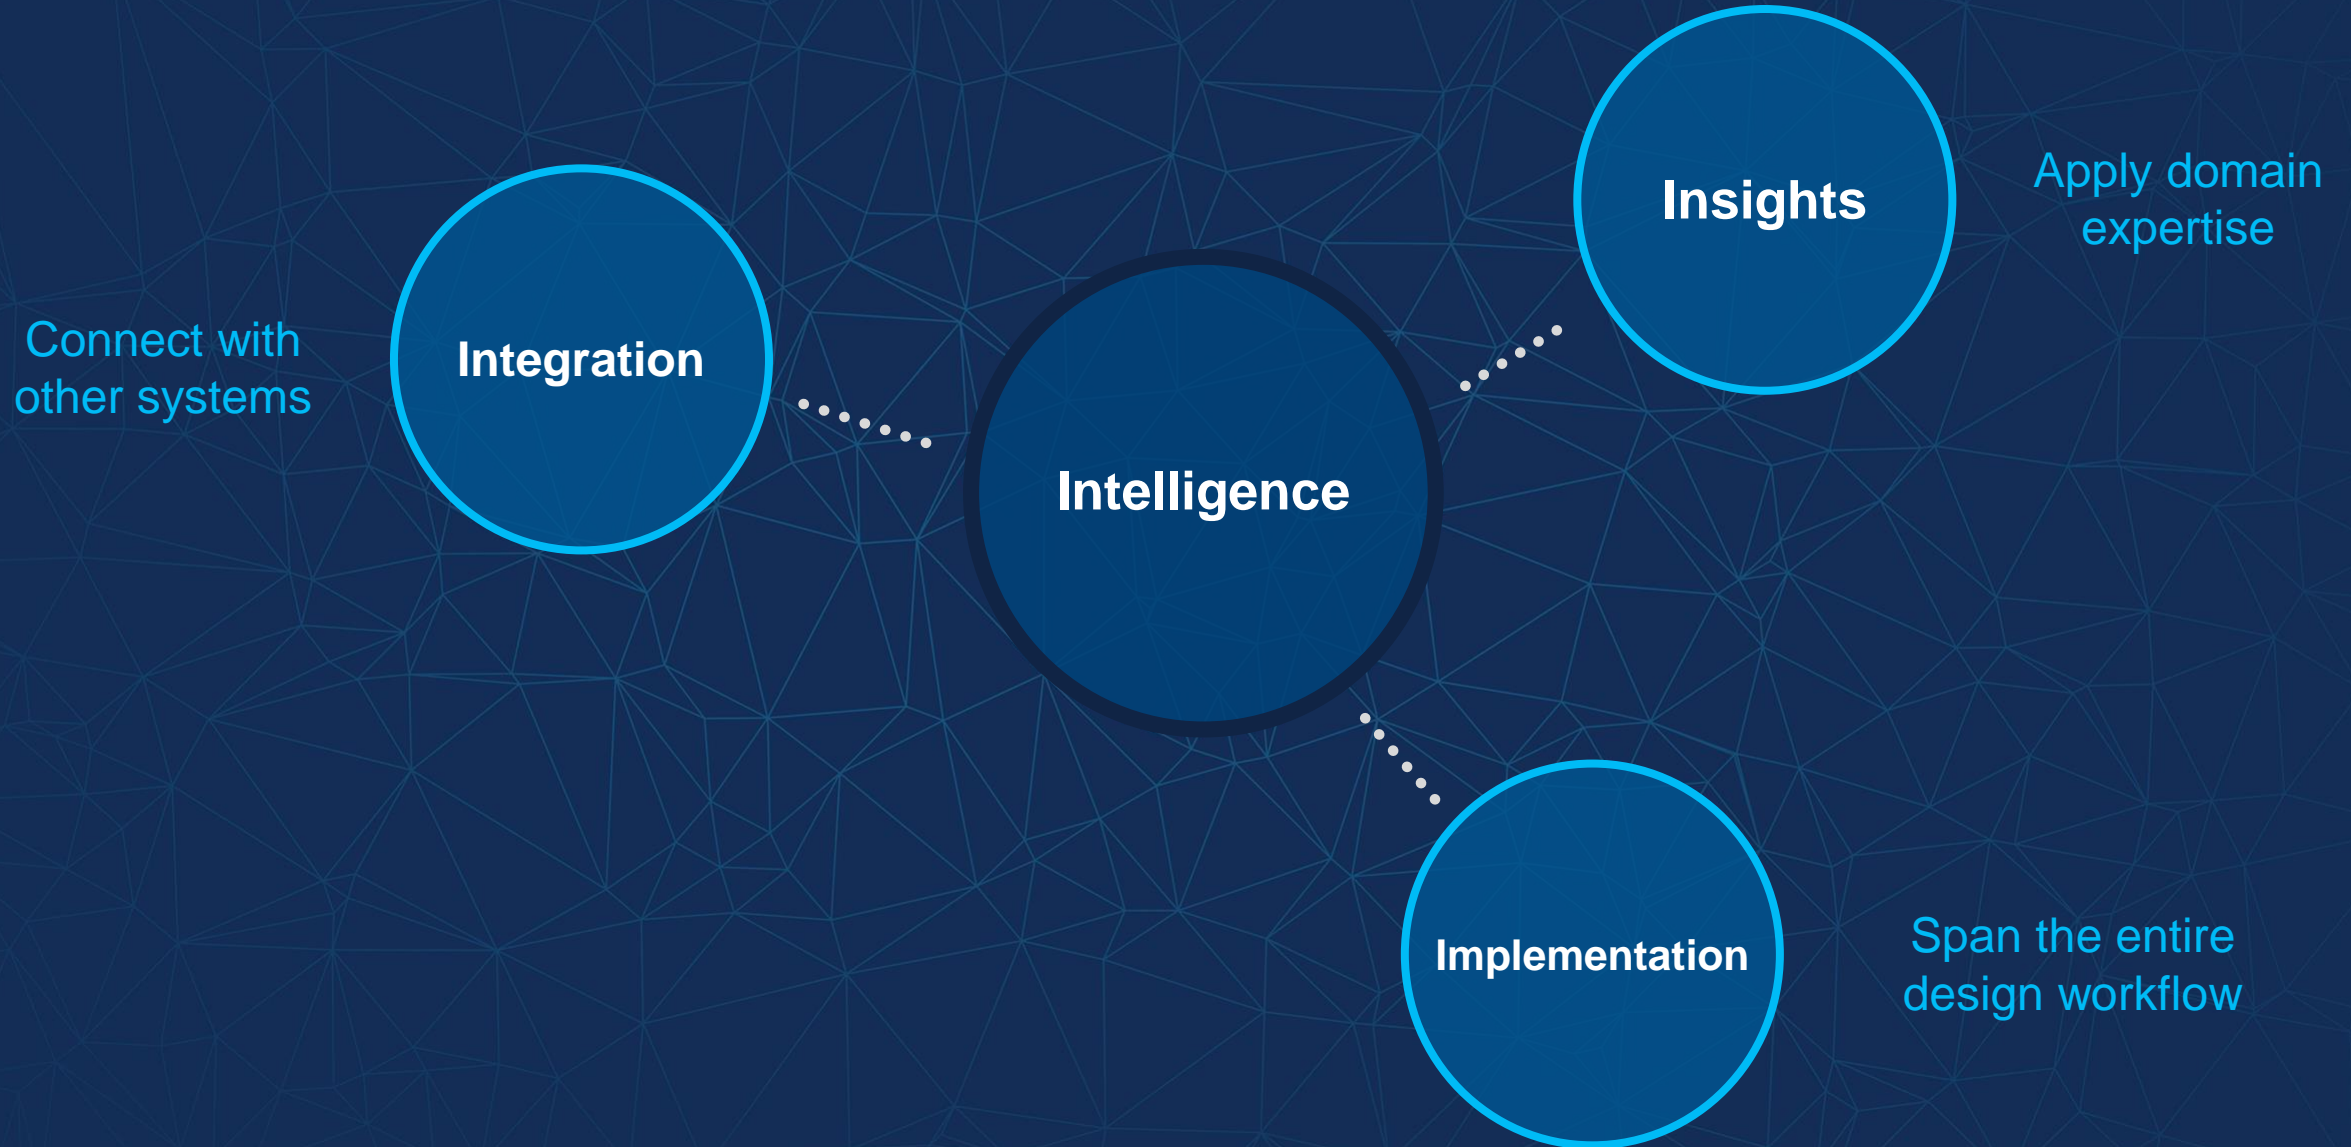 Insights
Apply domain
expertise
Connect with
other systems
Integration
Intelligence
Implementation
Span the entire
design workflow